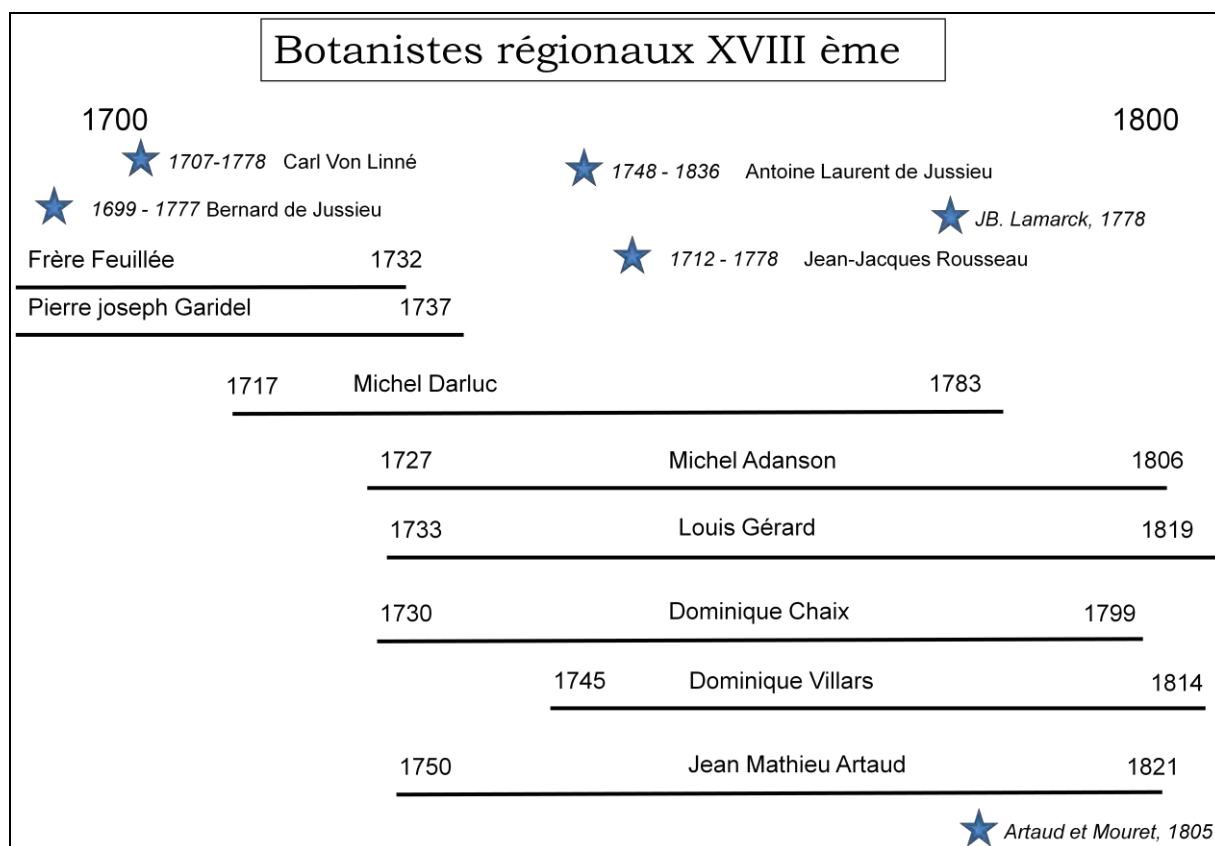 Botanistes régionaux XVIII ème
1700 1800
1707-1778 Carl Von Linné
1748 - 1836 Antoine Laurent de Jussieu
1699 - 1777 Bernard de Jussieu
JB. Lamarck, 1778
Frère Feuillée 1732
1712 - 1778 Jean-Jacques Rousseau
Pierre joseph Garidel 1737
1717 Michel Darluc 1783
1727 Michel Adanson 1806
1733 Louis Gérard 1819
1730 Dominique Chaix 1799
1745 Dominique Villars 1814
1750 Jean Mathieu Artaud 1821
Artaud et Mouret, 1805